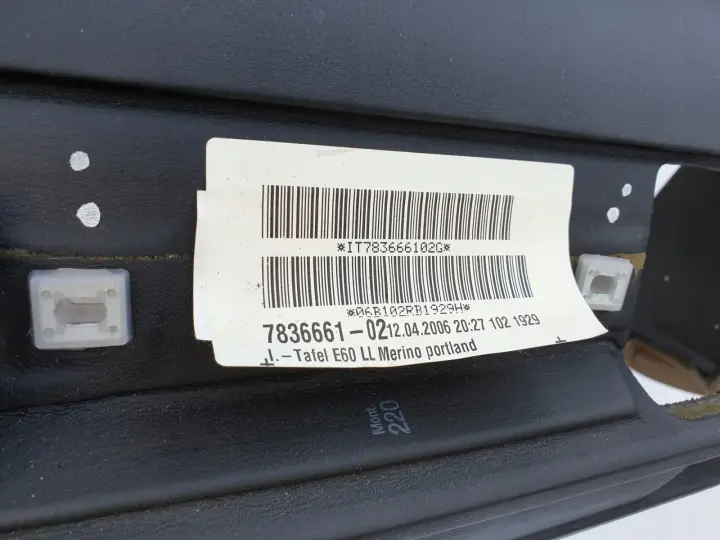 *IT783666102G*
*06B102RB1929H*
7836661-02 12.04.2006 20:27 102 1929
I.-Tafel E60 LL Merino portland
Mont.
220